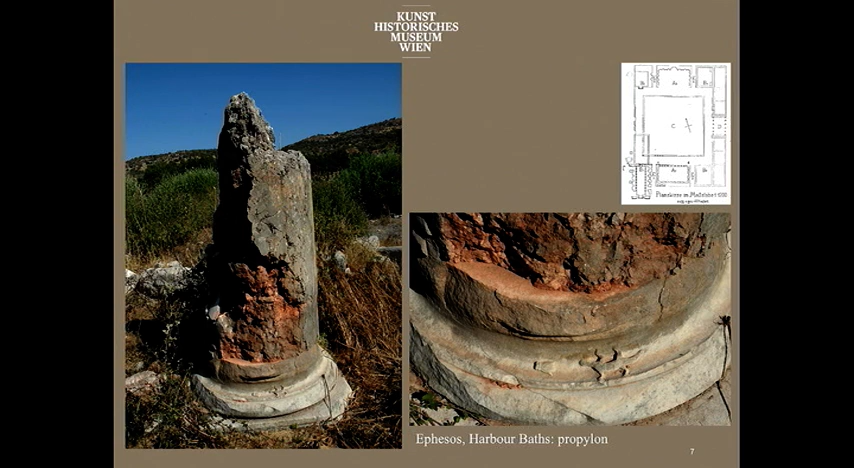 KUNST
HISTORISCHES
MUSEUM
WIEN
C
Ephesos, Harbour Baths: propylon
7